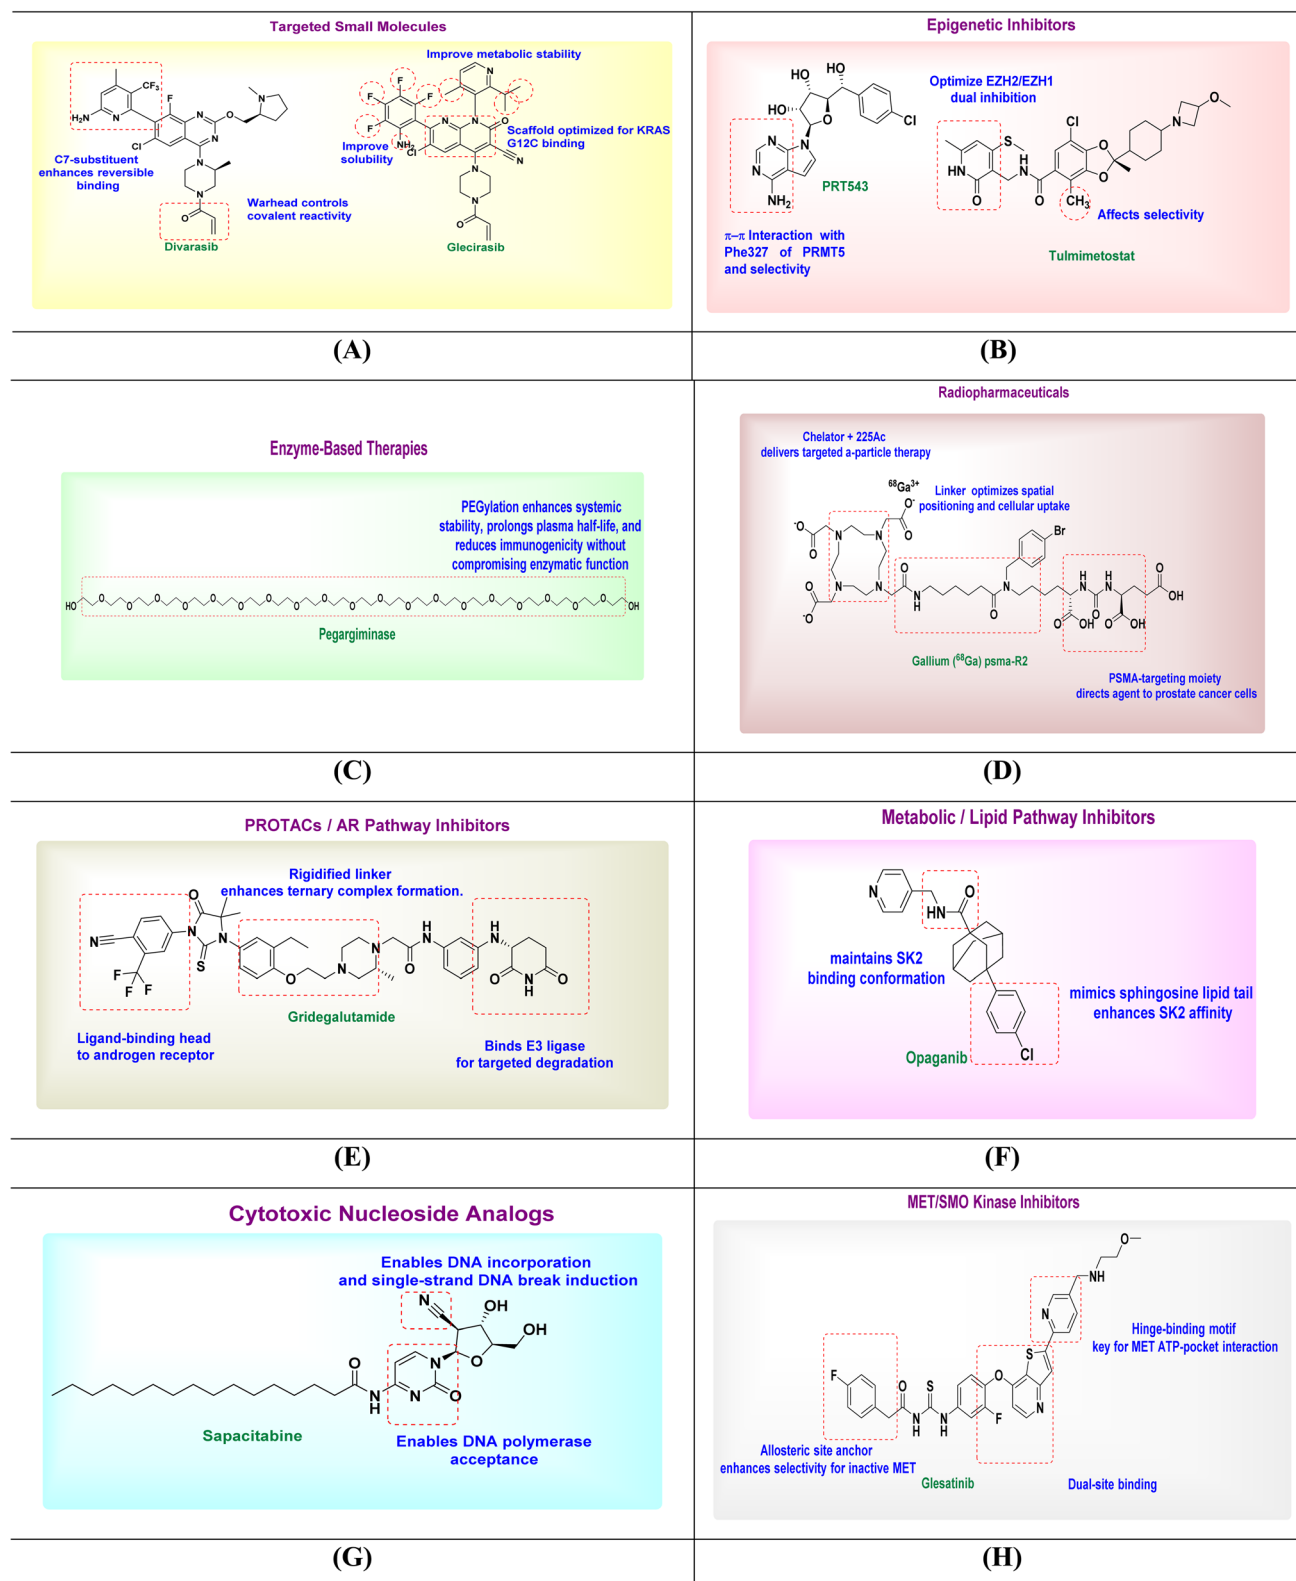 Targeted Small Molecules
Improve metabolic stability
CF3
H2N
N
F
N
N
O
N
Cl
N
N
O
C7-substituent
enhances reversible
binding
Warhead controls
covalent reactivity
Divarasib
F
F
F
F
N
N
N
O
NH2
Cl
N
N
N
O
Improve
solubility
Scaffold optimized for KRAS
G12C binding
Glecirasib
(A)
Epigenetic Inhibitors
HO
OH
HO
O
Cl
N
N
N
NH2
PRT543
π–π Interaction with
Phe327 of PRMT5
and selectivity
Optimize EZH2/EZH1
dual inhibition
S
HN
O
NH
O
Cl
O
O
CH3
N
O
Affects selectivity
Tulmimetostat
(B)
Enzyme-Based Therapies
PEGylation enhances systemic
stability, prolongs plasma half-life, and
reduces immunogenicity without
compromising enzymatic function
HO O O O O O O O O O O O O O O O O O O O OH
Pegargiminase
(C)
Radiopharmaceuticals
Chelator + 225Ac
delivers targeted a-particle therapy
68Ga3+
Linker optimizes spatial
positioning and cellular uptake
-O
O
O-
O
N
N
N
N
O
O-
O
N
H
O
N
Br
O
OH
H
N
O
H
N
O
OH
O
OH
Gallium (68Ga) psma-R2
PSMA-targeting moiety
directs agent to prostate cancer cells
(D)
PROTACs / AR Pathway Inhibitors
Rigidified linker
enhances ternary complex formation.
N
F
F
F
O
N
N
S
O
N
N
O
H
N
H
N
O
NH
O
Gridegalutamide
Ligand-binding head
to androgen receptor
Binds E3 ligase
for targeted degradation
(E)
Metabolic / Lipid Pathway Inhibitors
N
HN
O
maintains SK2
binding conformation
mimics sphingosine lipid tail
enhances SK2 affinity
Cl
Opaganib
(F)
Cytotoxic Nucleoside Analogs
Enables DNA incorporation
and single-strand DNA break induction
N
OH
OH
O
N
O
N
H
N
O
Sapacitabine
Enables DNA polymerase
acceptance
(G)
MET/SMO Kinase Inhibitors
O
NH
N
Hinge-binding motif
key for MET ATP-pocket interaction
S
N
O
F
F
O
S
N
H
N
H
Allosteric site anchor
enhances selectivity for inactive MET
Glesatinib
Dual-site binding
(H)